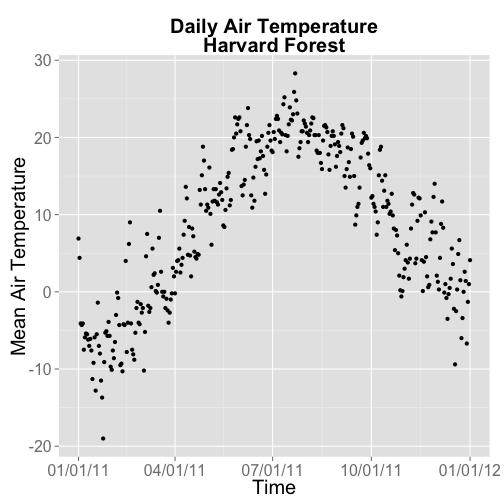 Daily Air Temperature
Harvard Forest
30
20
10
0
-10
-20
Mean Air Temperature
01/01/11 04/01/11 07/01/11 10/01/11 01/01/12
Time